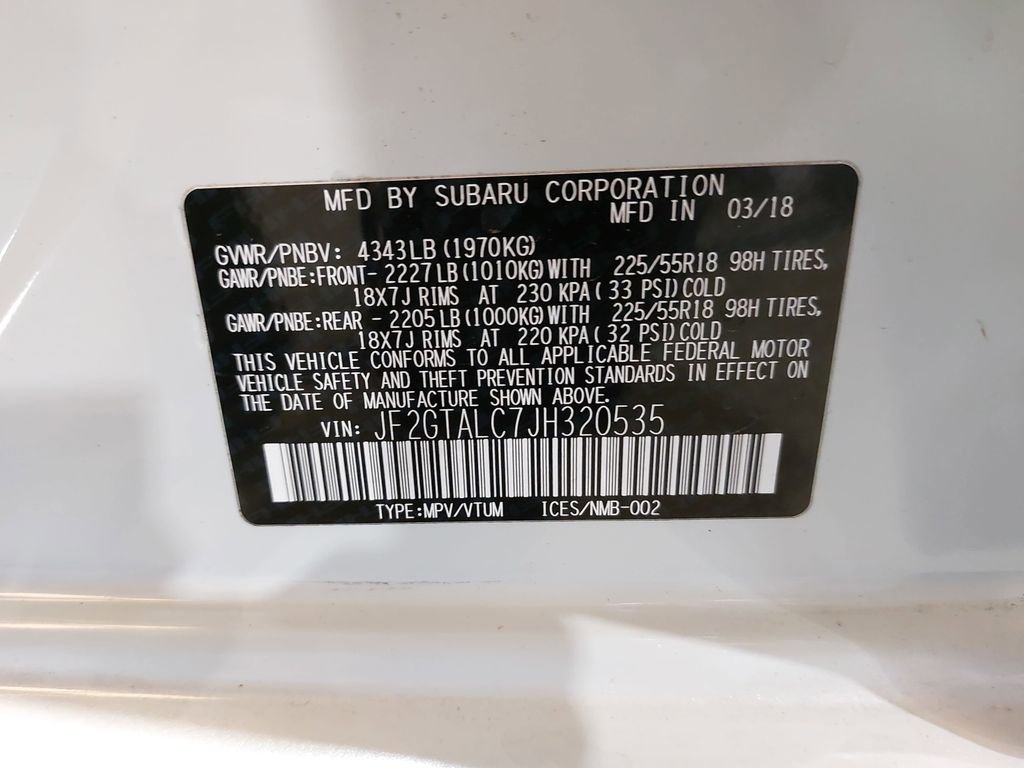 MFD BY SUBARU CORPORATION
MFD IN 03/18
GVWR/PNBV: 4343LB (1970KG)
GAWR/PNBE:FRONT- 2227LB (1010KG) WITH 225/55R18 98H TIRES,
18X7J RIMS AT 230 KPA ( 33 PSI) COLD
GAWR/PNBE:REAR - 2205LB (1000KG) WITH 225/55R18 98H TIRES,
18X7J RIMS AT 220 KPA ( 32 PSI) COLD
THIS VEHICLE CONFORMS TO ALL APPLICABLE FEDERAL MOTOR
VEHICLE SAFETY AND THEFT PREVENTION STANDARDS IN EFFECT ON
THE DATE OF MANUFACTURE SHOWN ABOVE.
VIN: JF2GTALC7JH320535
TYPE:MPV/VTUM ICES/NMB-002